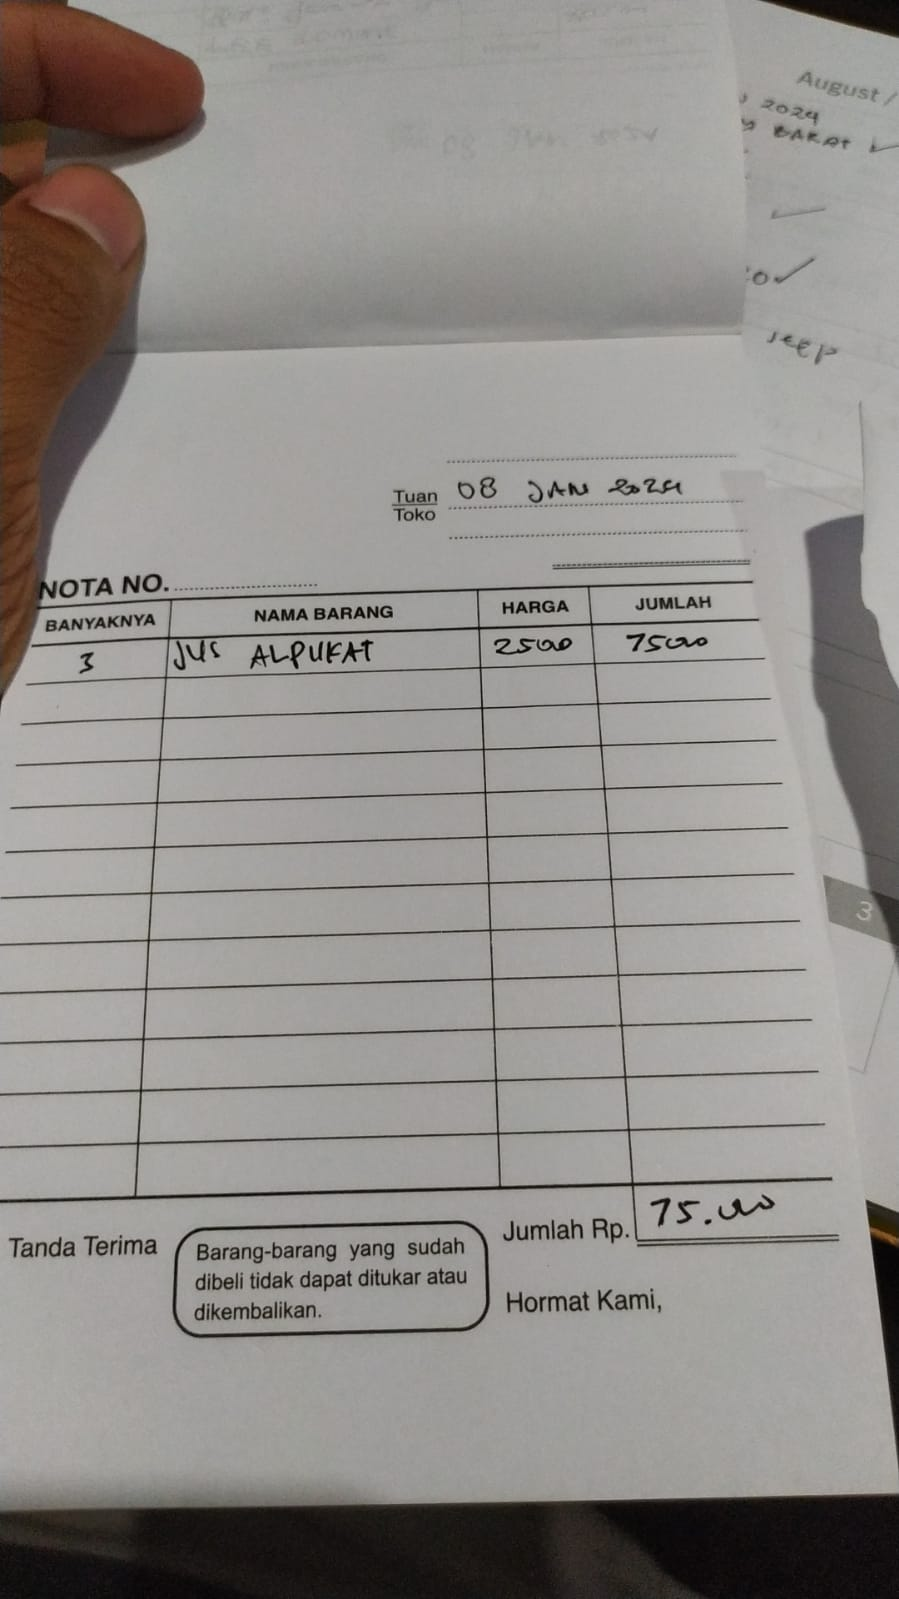 August /
2024
BARAT
JEEP
Tuan 08 JAN 2024
Toko
NOTA NO.
BANYAKNYA NAMA BARANG HARGA JUMLAH
3 JUS ALPUKAT 25000 75000
Jumlah Rp. 75.000
Tanda Terima
Barang-barang yang sudah
dibeli tidak dapat ditukar atau
dikembalikan.
Hormat Kami,
3